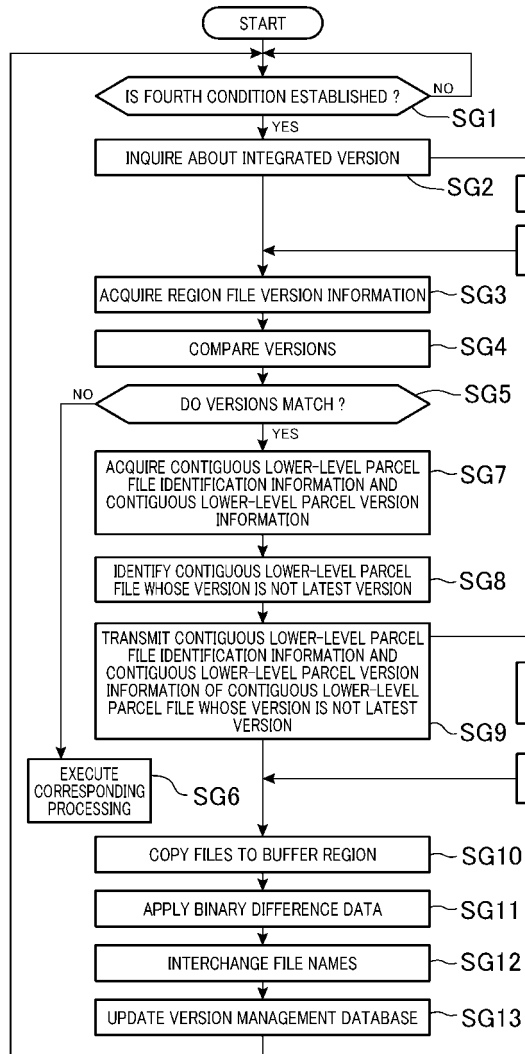 START
IS FOURTH CONDITION ESTABLISHED ?
NO
SG1
YES
INQUIRE ABOUT INTEGRATED VERSION
SG2
ACQUIRE REGION FILE VERSION INFORMATION
SG3
COMPARE VERSIONS
SG4
NO
DO VERSIONS MATCH ?
SG5
YES
ACQUIRE CONTIGUOUS LOWER-LEVEL PARCEL
FILE IDENTIFICATION INFORMATION AND
CONTIGUOUS LOWER-LEVEL PARCEL VERSION
INFORMATION
SG7
IDENTIFY CONTIGUOUS LOWER-LEVEL PARCEL
FILE WHOSE VERSION IS NOT LATEST VERSION
SG8
TRANSMIT CONTIGUOUS LOWER-LEVEL PARCEL
FILE IDENTIFICATION INFORMATION AND
CONTIGUOUS LOWER-LEVEL PARCEL VERSION
INFORMATION OF CONTIGUOUS LOWER-LEVEL
PARCEL FILE WHOSE VERSION IS NOT LATEST
VERSION
SG9
EXECUTE
CORRESPONDING
PROCESSING
SG6
COPY FILES TO BUFFER REGION
SG10
APPLY BINARY DIFFERENCE DATA
SG11
INTERCHANGE FILE NAMES
SG12
UPDATE VERSION MANAGEMENT DATABASE
SG13